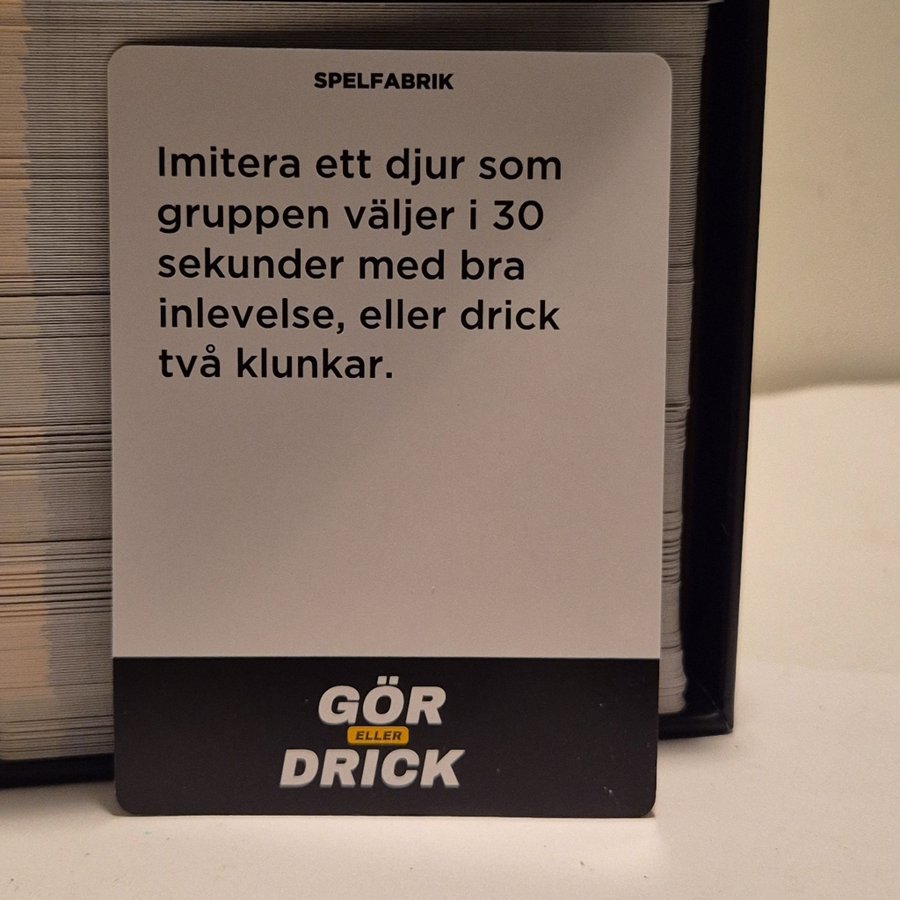 SPELFABRIK
Imitera ett djur som
gruppen väljer i 30
sekunder med bra
inlevelse, eller drick
två klunkar.
GÖR
ELLER
DRICK